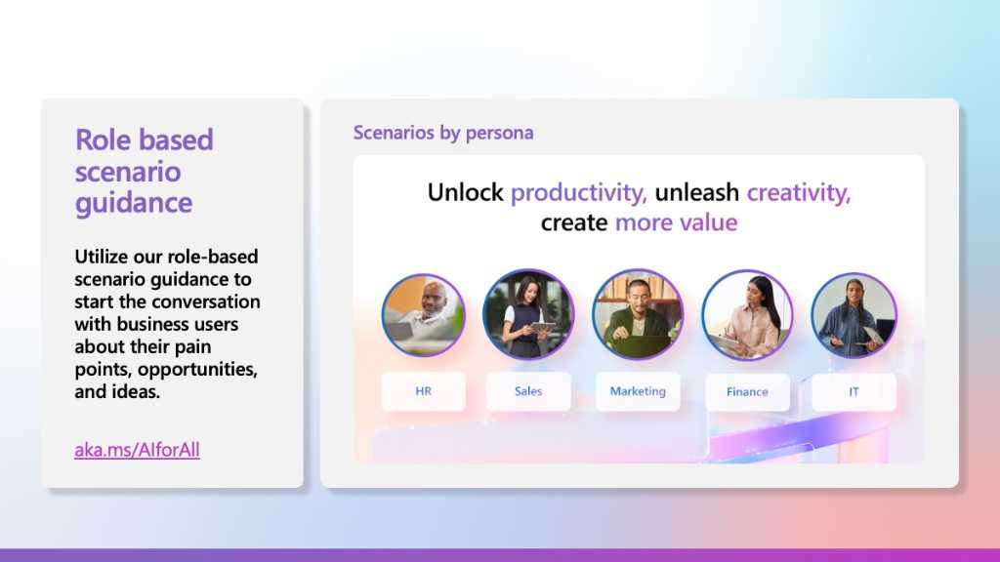 Role based
scenario
guidance
Utilize our role-based
scenario guidance to
start the conversation
with business users
about their pain
points, opportunities,
and ideas.
aka.ms/AIforAll
Scenarios by persona
Unlock productivity, unleash creativity,
create more value
HR
Sales
Marketing
Finance
IT